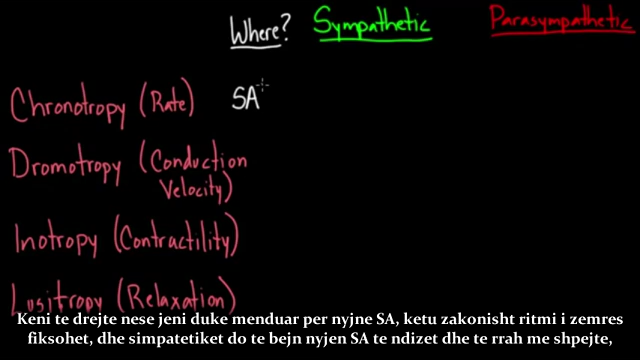 Where? Sympathetic Parasympathetic
Chronotropy (Rate) SA
Dromotropy (Conduction
Velocity)
Inotropy (Contractility)
Lusitropy (Relaxation)
Keni te drejte nese jeni duke menduar per nyjne SA, ketu zakonisht ritmi i zemres
fiksohet, dhe simpatetiket do te bejn nyjen SA te ndizet dhe te rrah me shpejte,